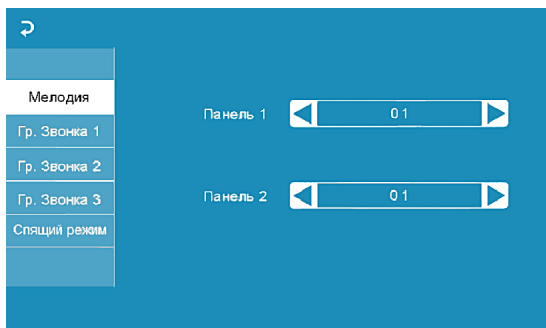 Мелодия
Гр. Звонка 1
Гр. Звонка 2
Гр. Звонка 3
Спящий режим
Панель 1 01
Панель 2 01